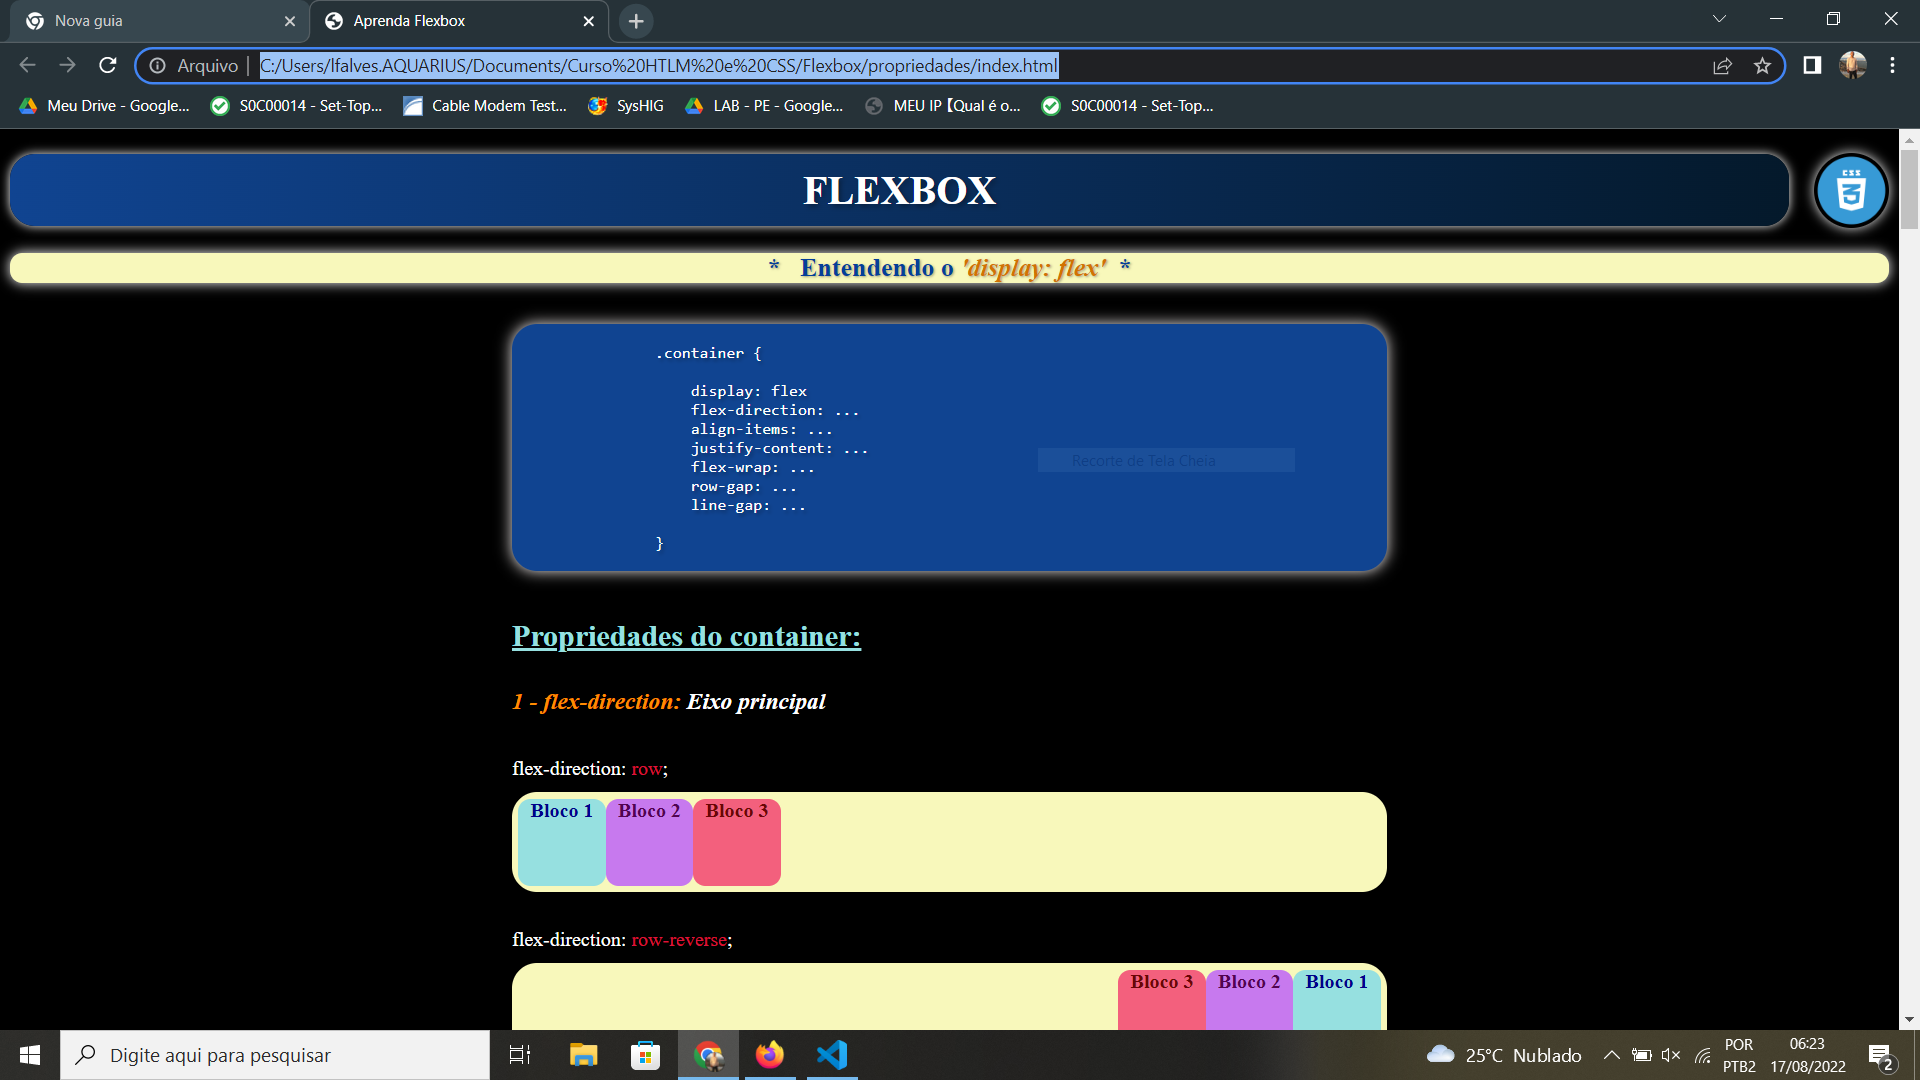 Nova guia
Aprenda Flexbox
Arquivo | C:/Users/lfalves.AQUARIUS/Documents/Curso%20HTLM%20e%20CSS/Flexbox/propriedades/index.html
Meu Drive - Google...
S0C00014 - Set-Top...
Cable Modem Test...
SysHIG
LAB - PE - Google...
MEU IP【Qual é o...
S0C00014 - Set-Top...
FLEXBOX
CSS
3
* Entendendo o 'display: flex' *
.container {
display: flex
flex-direction: ...
align-items: ...
justify-content: ...
flex-wrap: ...
row-gap: ...
line-gap: ...
}
Recorte de Tela Cheia
Propriedades do container:
1 - flex-direction: Eixo principal
flex-direction: row;
Bloco 1 Bloco 2 Bloco 3
flex-direction: row-reverse;
Bloco 3 Bloco 2 Bloco 1
Digite aqui para pesquisar
25°C Nublado
POR
PTB2
06:23
17/08/2022
2